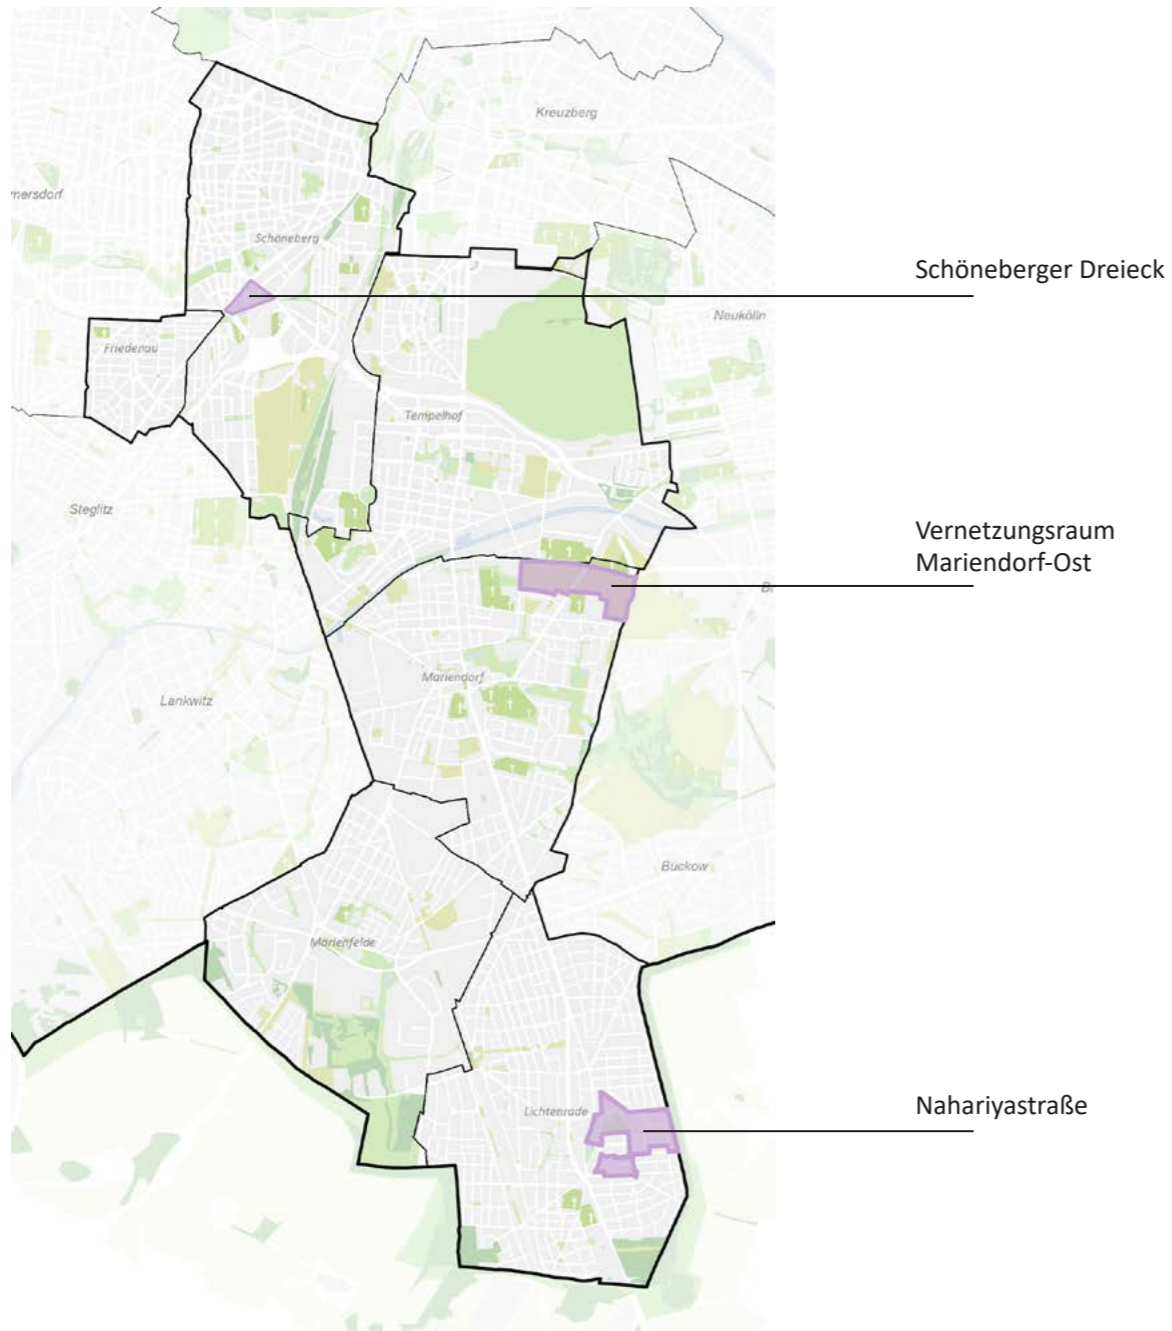 Kreuzberg
mersdorf
Schöneberg
Schöneberger Dreieck
Neukölln
Friedenau
Tempelhof
Steglitz
Vernetzungsraum
Mariendorf-Ost
Mariendorf
Lankwitz
Buckow
Marienfelde
Nahariyastraße
Lichtenrade